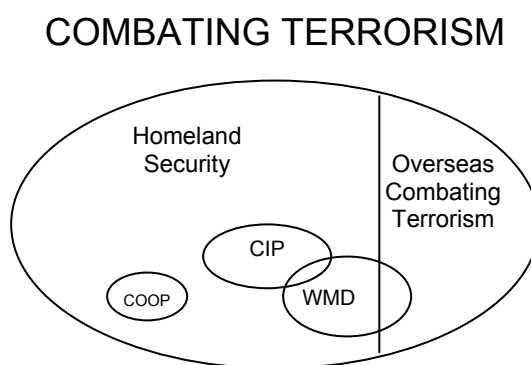 COMBATING TERRORISM
Homeland
Security
Overseas
Combating
Terrorism
CIP
COOP
WMD